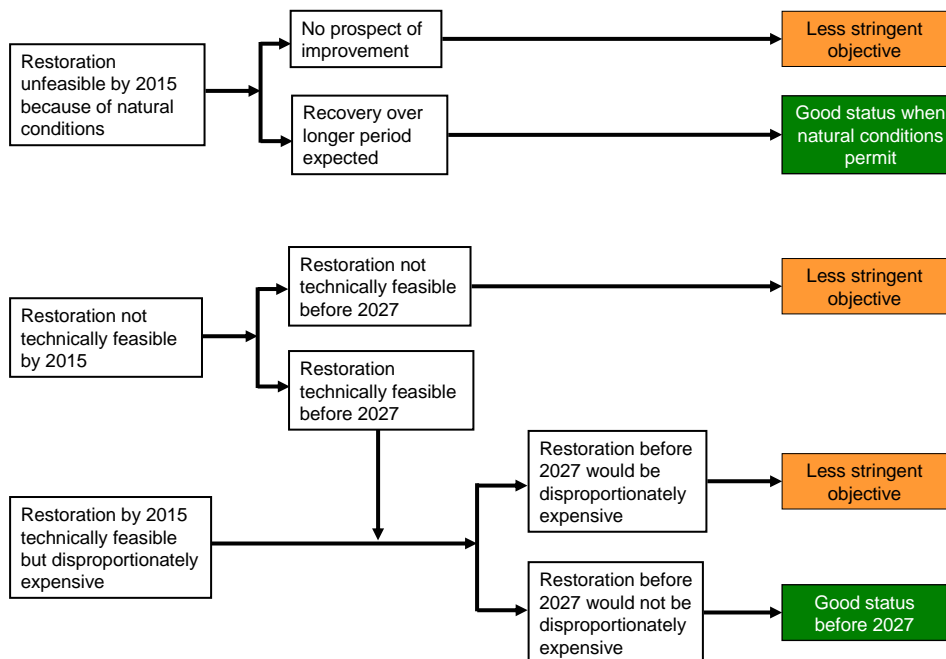 No prospect of
improvement
Less stringent
objective
Restoration
unfeasible by 2015
because of natural
conditions
Recovery over
longer period
expected
Good status when
natural conditions
permit
Restoration not
technically feasible
before 2027
Less stringent
objective
Restoration not
technically feasible
by 2015
Restoration
technically feasible
before 2027
Restoration before
2027 would be
disproportionately
expensive
Less stringent
objective
Restoration by 2015
technically feasible
but disproportionately
expensive
Restoration before
2027 would not be
disproportionately
expensive
Good status
before 2027